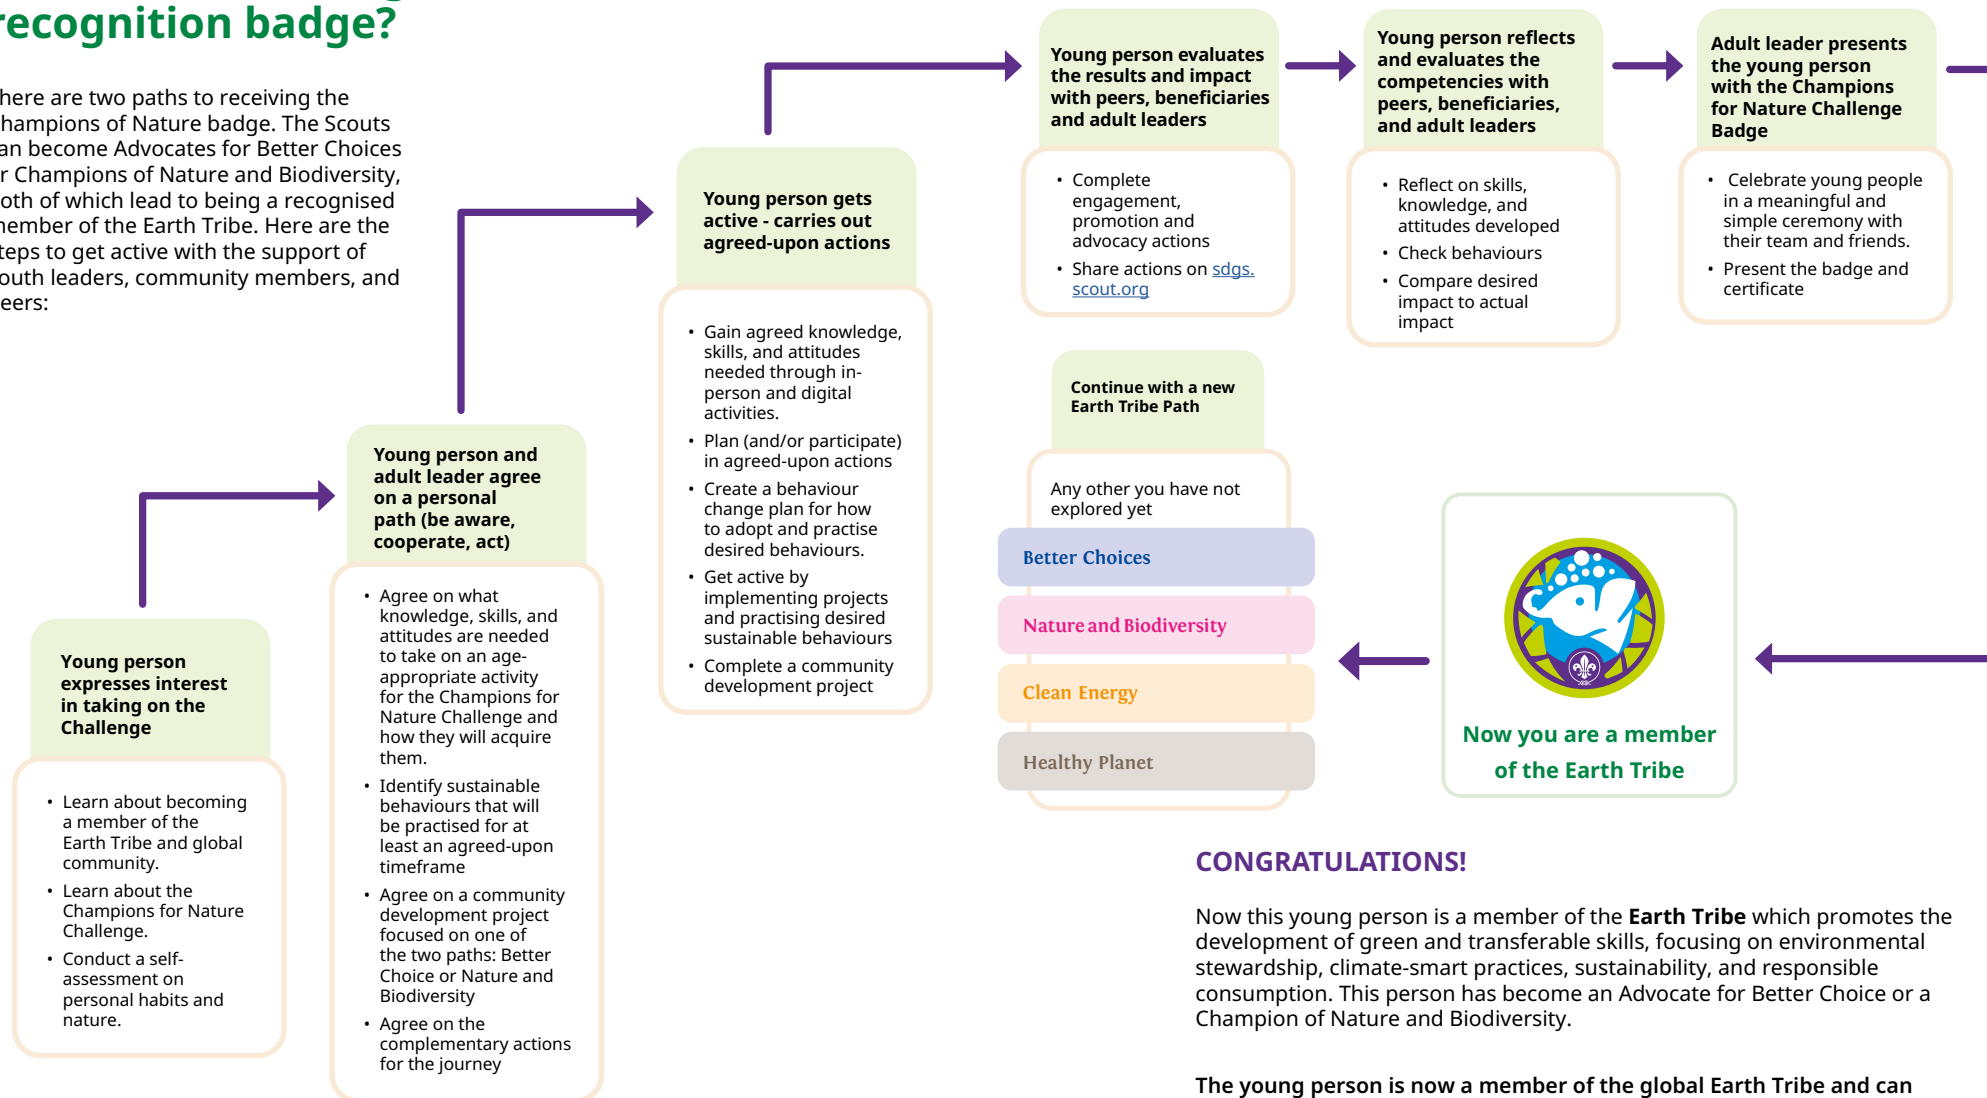 recognition badge?
here are two paths to receiving the
hampions of Nature badge. The Scouts
an become Advocates for Better Choices
r Champions of Nature and Biodiversity,
oth of which lead to being a recognised
member of the Earth Tribe. Here are the
teps to get active with the support of
outh leaders, community members, and
eers:
Young person
expresses interest
in taking on the
Challenge
• Learn about becoming
a member of the
Earth Tribe and global
community.
• Learn about the
Champions for Nature
Challenge.
• Conduct a self-
assessment on
personal habits and
nature.
Young person and
adult leader agree
on a personal
path (be aware,
cooperate, act)
• Agree on what
knowledge, skills, and
attitudes are needed
to take on an age-
appropriate activity
for the Champions for
Nature Challenge and
how they will acquire
them.
• Identify sustainable
behaviours that will
be practised for at
least an agreed-upon
timeframe
• Agree on a community
development project
focused on one of
the two paths: Better
Choice or Nature and
Biodiversity
• Agree on the
complementary actions
for the journey
Young person gets
active - carries out
agreed-upon actions
• Gain agreed knowledge,
skills, and attitudes
needed through in-
person and digital
activities.
• Plan (and/or participate)
in agreed-upon actions
• Create a behaviour
change plan for how
to adopt and practise
desired behaviours.
• Get active by
implementing projects
and practising desired
sustainable behaviours
• Complete a community
development project
Young person evaluates
the results and impact
with peers, beneficiaries
and adult leaders
• Complete
engagement,
promotion and
advocacy actions
• Share actions on sdgs.
scout.org
Young person reflects
and evaluates the
competencies with
peers, beneficiaries,
and adult leaders
• Reflect on skills,
knowledge, and
attitudes developed
• Check behaviours
• Compare desired
impact to actual
impact
Adult leader presents
the young person
with the Champions
for Nature Challenge
Badge
• Celebrate young people
in a meaningful and
simple ceremony with
their team and friends.
• Present the badge and
certificate
Now you are a member
of the Earth Tribe
Continue with a new
Earth Tribe Path
Any other you have not
explored yet
Better Choices
Nature and Biodiversity
Clean Energy
Healthy Planet
CONGRATULATIONS!
Now this young person is a member of the Earth Tribe which promotes the
development of green and transferable skills, focusing on environmental
stewardship, climate-smart practices, sustainability, and responsible
consumption. This person has become an Advocate for Better Choice or a
Champion of Nature and Biodiversity.
The young person is now a member of the global Earth Tribe and can